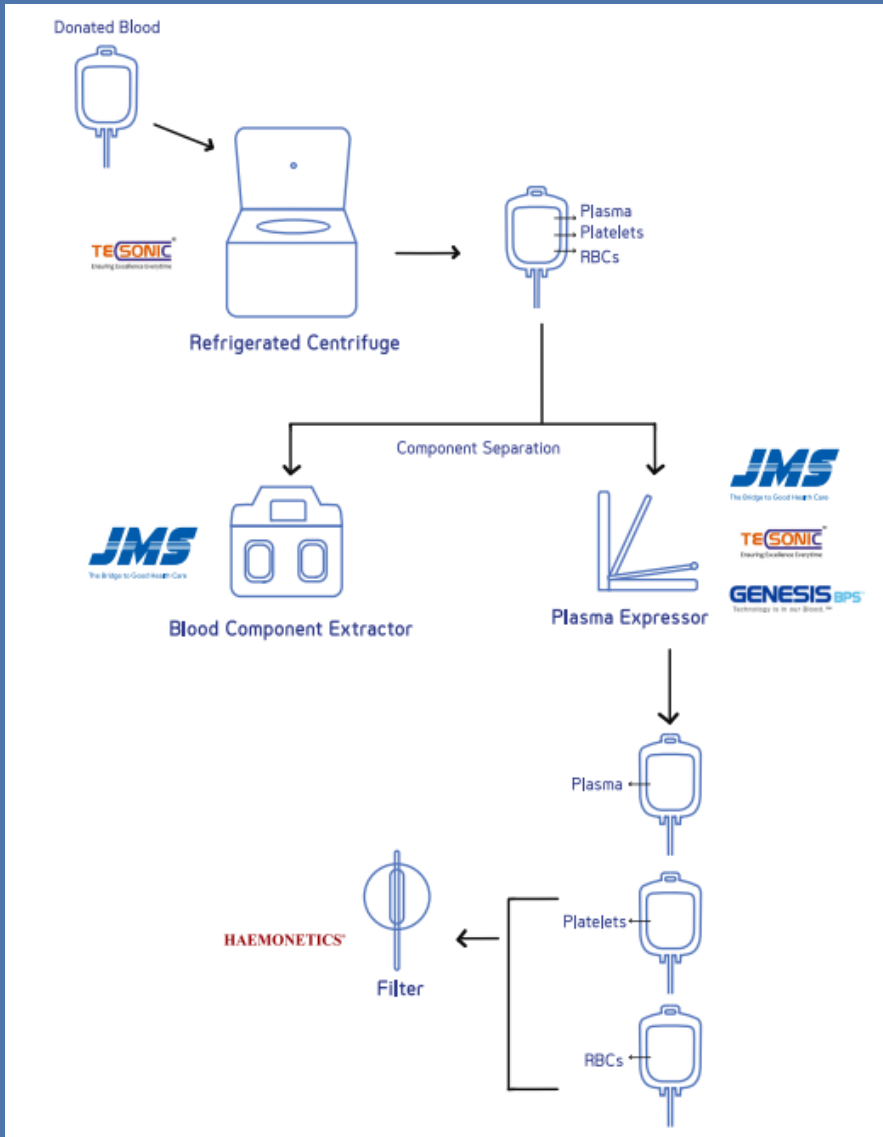 Donated Blood
Plasma
Platelets
RBCs
TESONIC®
Ensuring Excellence Everytime
Refrigerated Centrifuge
Component Separation
JMS
The Bridge to Good Health Care
Blood Component Extractor
Plasma Expressor
JMS
The Bridge to Good Health Care
TESONIC
Ensuring Excellence Everytime
GENESIS BPS
Technology is in our Blood.
Plasma
Platelets
HAEMONETICS®
Filter
RBCs